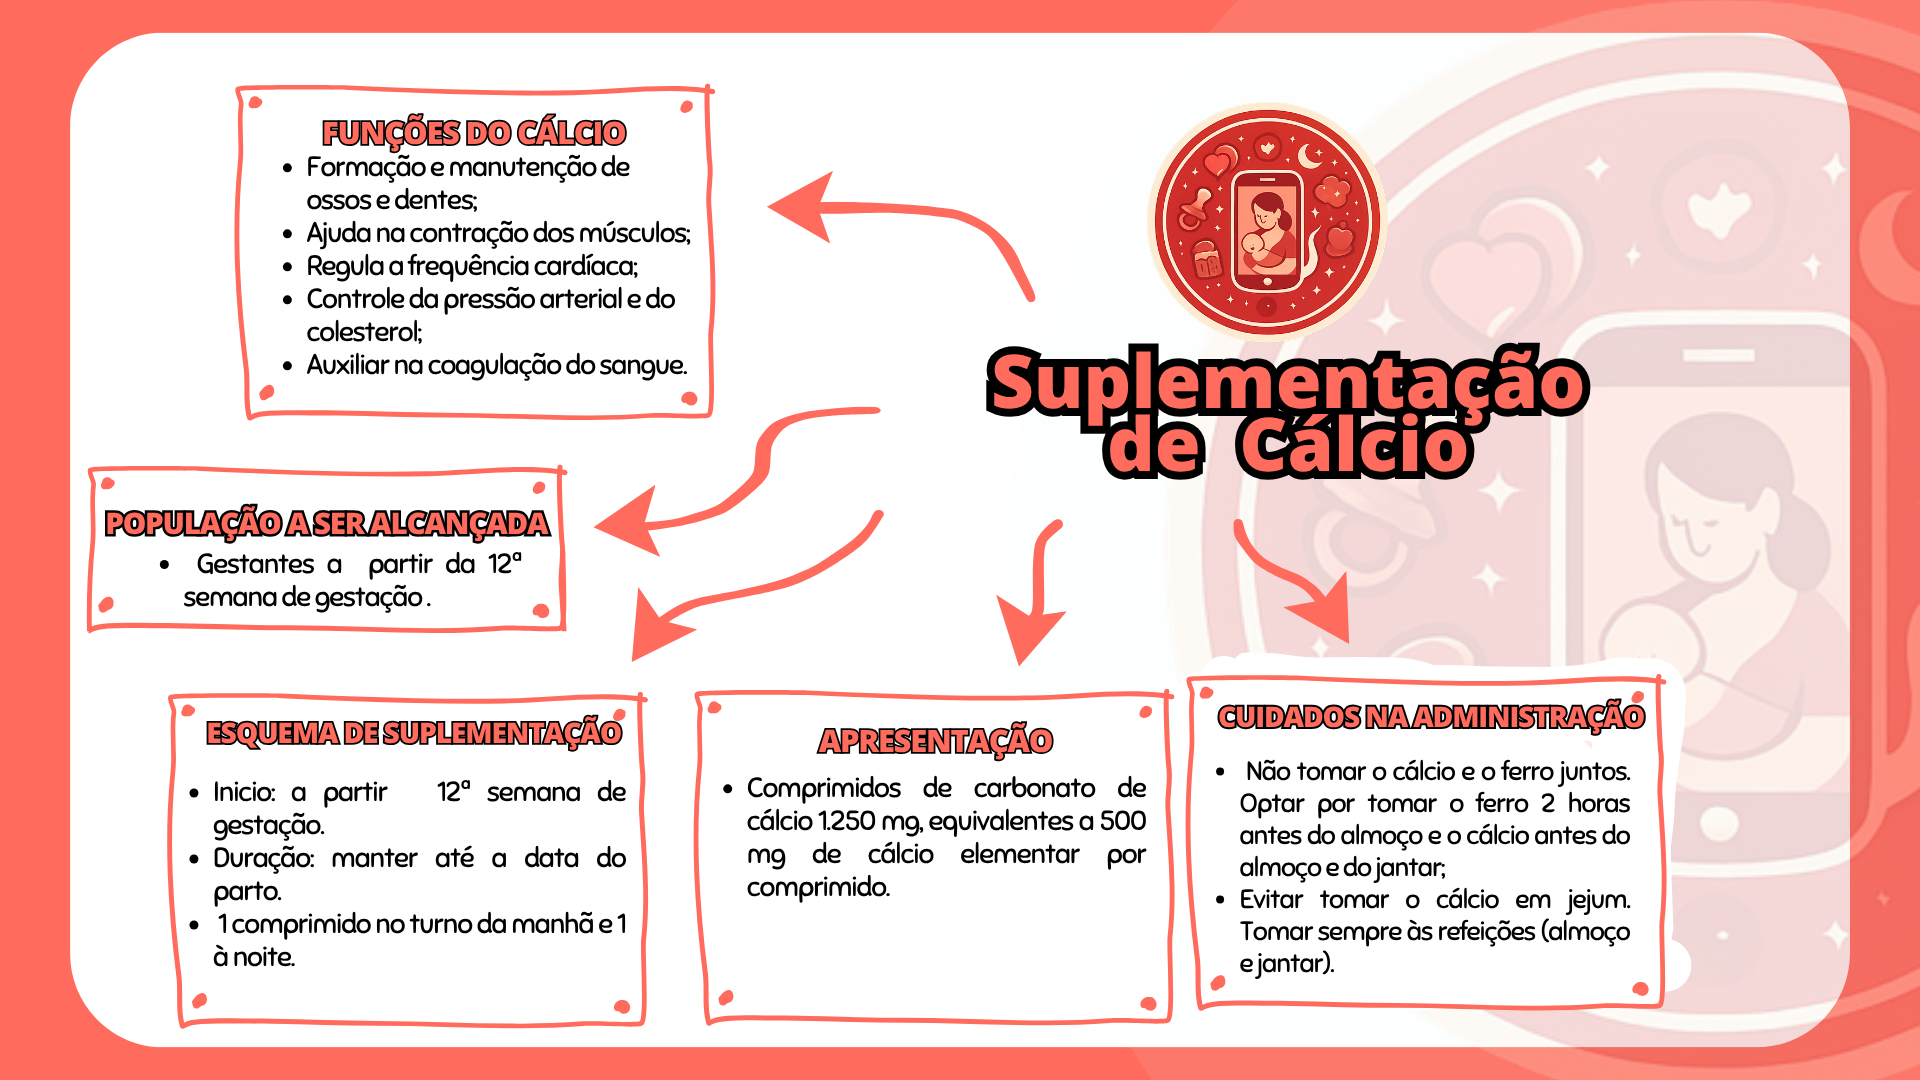 FUNÇÕES DO CÁLCIO
• Formação e manutenção de
ossos e dentes;
• Ajuda na contração dos músculos;
• Regula a frequência cardíaca;
• Controle da pressão arterial e do
colesterol;
• Auxiliar na coagulação do sangue.
Suplementação
de Cálcio
POPULAÇÃO A SER ALCANÇADA
• Gestantes a partir da 12ª
semana de gestação .
ESQUEMA DE SUPLEMENTAÇÃO
• Inicio: a partir 12ª semana de
gestação.
• Duração: manter até a data do
parto.
• 1 comprimido no turno da manhã e 1
à noite.
APRESENTAÇÃO
• Comprimidos de carbonato de
cálcio 1.250 mg, equivalentes a 500
mg de cálcio elementar por
comprimido.
CUIDADOS NA ADMINISTRAÇÃO
• Não tomar o cálcio e o ferro juntos.
Optar por tomar o ferro 2 horas
antes do almoço e o cálcio antes do
almoço e do jantar;
• Evitar tomar o cálcio em jejum.
Tomar sempre às refeições (almoço
e jantar).